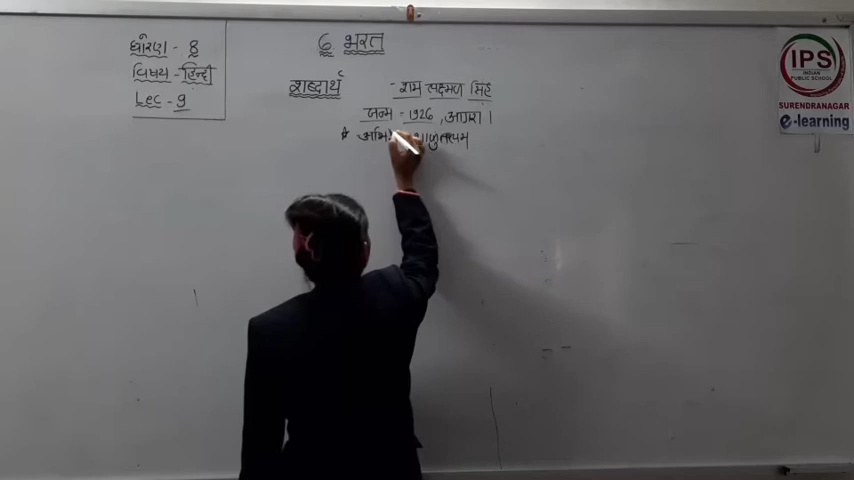 धोरण - 8
विषय - हिन्दी
Lec - 9
6 भरत
शब्दार्थ
- राम लक्ष्मण सिंह
जन्म - 1926, आगरा।
IPS
INDIAN
PUBLIC SCHOOL
SURENDRANAGAR
e-learning